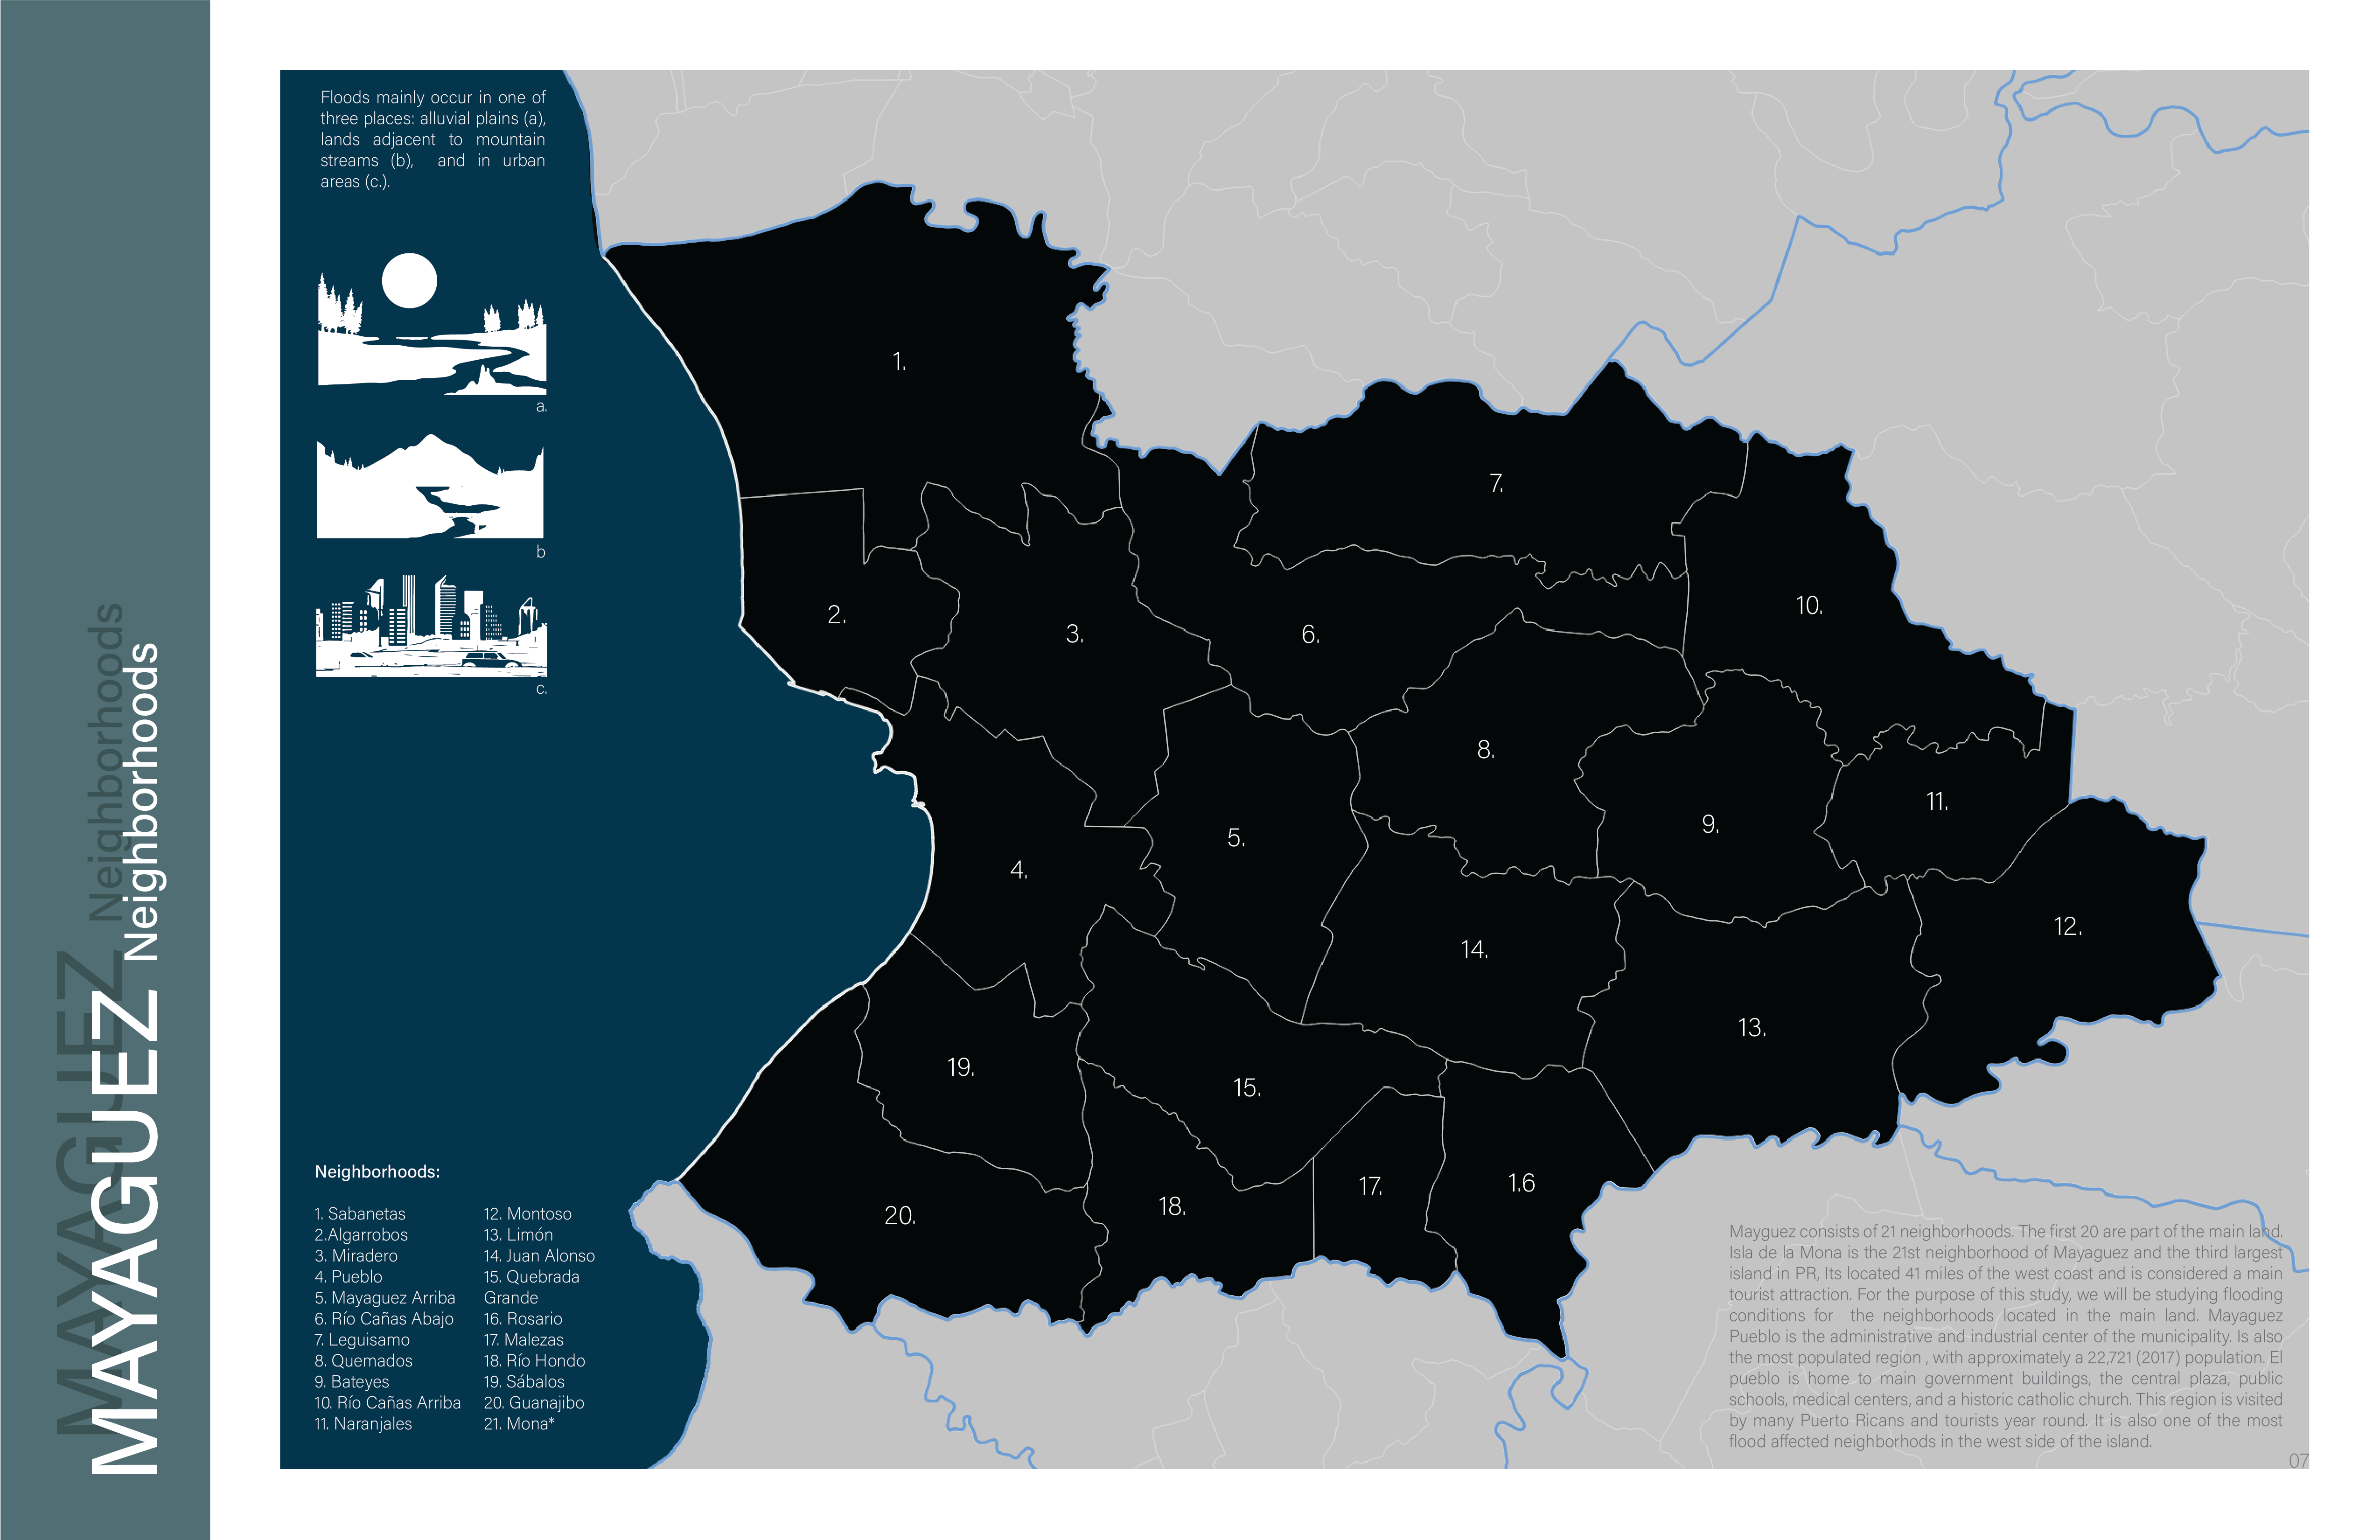 MAYAGUEZ Neighborhoods
MAYAGUEZ Neighborhoods
Floods mainly occur in one of
three places: alluvial plains (a),
lands adjacent to mountain
streams (b), and in urban
areas (c.).
a.
b
c.
1.
2.
3.
4.
5.
6.
7.
8.
9.
10.
11.
12.
13.
14.
15.
1.6
17.
18.
19.
20.
Neighborhoods:
1. Sabanetas
2.Algarrobos
3. Miradero
4. Pueblo
5. Mayaguez Arriba
6. Río Cañas Abajo
7. Leguisamo
8. Quemados
9. Bateyes
10. Río Cañas Arriba
11. Naranjales
12. Montoso
13. Limón
14. Juan Alonso
15. Quebrada
Grande
16. Rosario
17. Malezas
18. Río Hondo
19. Sábalos
20. Guanajibo
21. Mona*
Mayguez consists of 21 neighborhoods. The first 20 are part of the main land.
Isla de la Mona is the 21st neighborhood of Mayaguez and the third largest
island in PR, Its located 41 miles of the west coast and is considered a main
tourist attraction. For the purpose of this study, we will be studying flooding
conditions for the neighborhoods located in the main land. Mayaguez
Pueblo is the administrative and industrial center of the municipality. Is also
the most populated region , with approximately a 22,721 (2017) population. El
pueblo is home to main government buildings, the central plaza, public
schools, medical centers, and a historic catholic church. This region is visited
by many Puerto Ricans and tourists year round. It is also one of the most
flood affected neighborhods in the west side of the island.
07